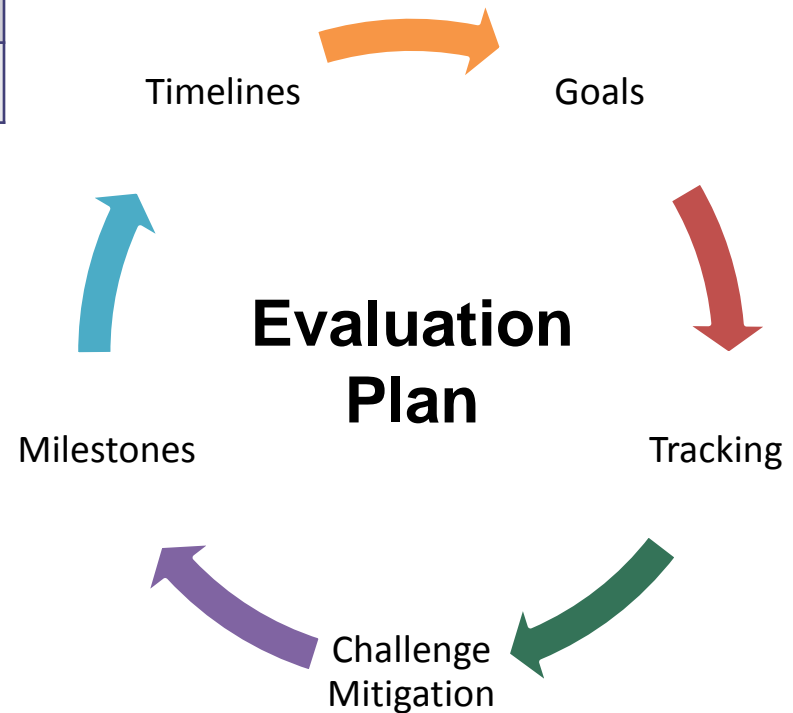 Timelines
Goals
Evaluation
Plan
Milestones
Tracking
Challenge
Mitigation